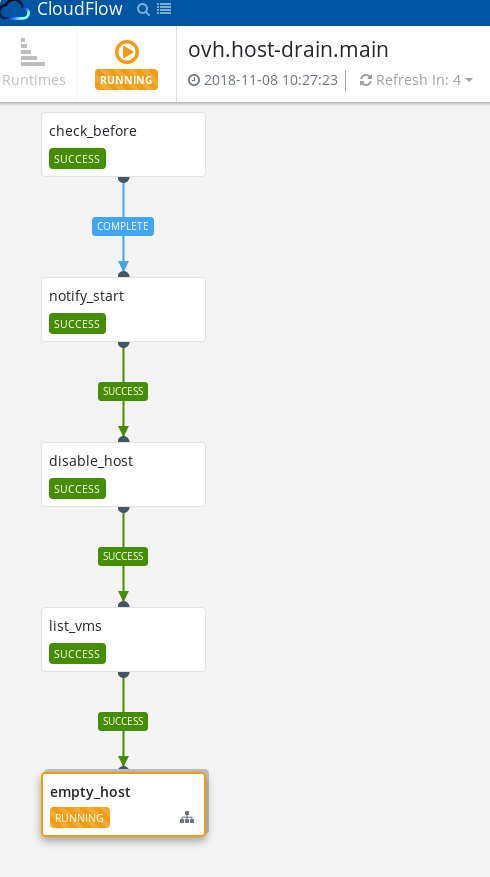 CloudFlow
Runtimes
RUNNING
ovh.host-drain.main
2018-11-08 10:27:23
Refresh In: 4
check_before
SUCCESS
COMPLETE
notify_start
SUCCESS
SUCCESS
disable_host
SUCCESS
SUCCESS
list_vms
SUCCESS
SUCCESS
empty_host
RUNNING